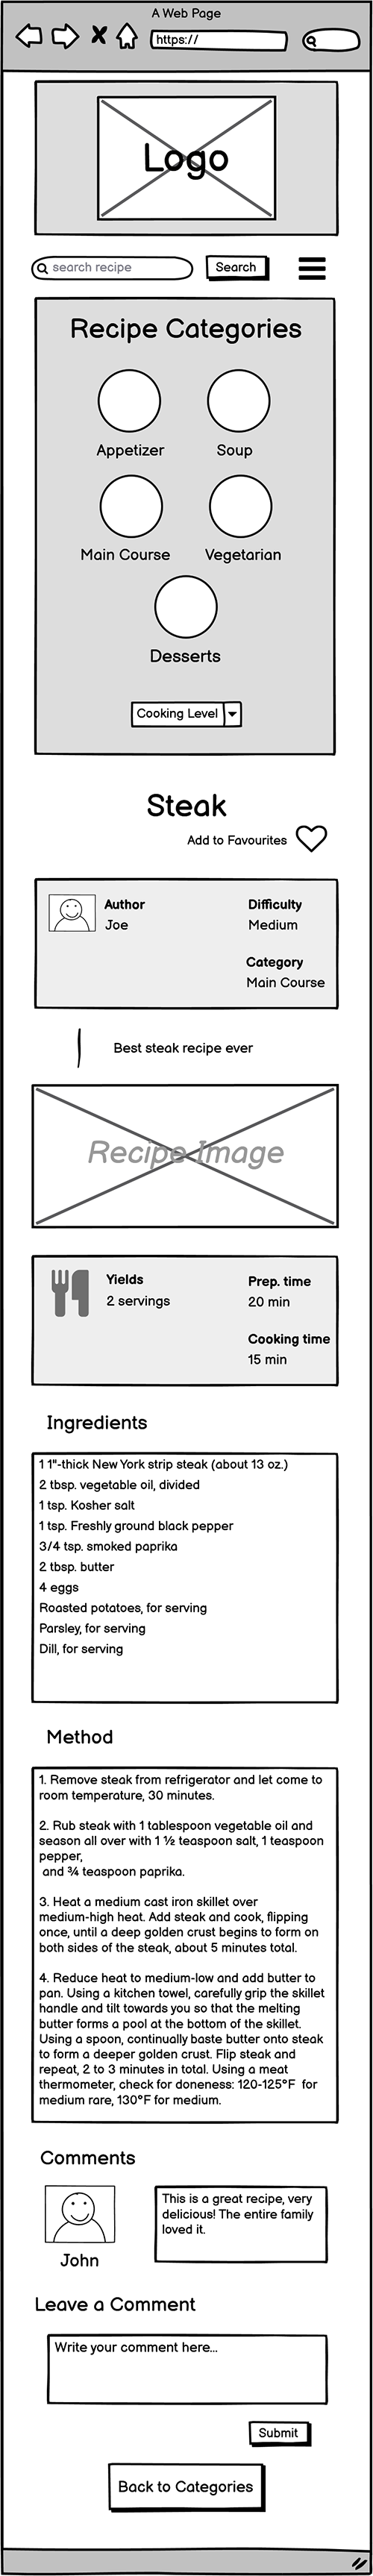 A Web Page
https://
Logo
search recipe
Search
Recipe Categories
Appetizer
Soup
Main Course
Vegetarian
Desserts
Cooking Level
Steak
Add to Favourites
Author
Joe
Difficulty
Medium
Category
Main Course
Best steak recipe ever
Recipe Image
Yields
2 servings
Prep. time
20 min
Cooking time
15 min
Ingredients
1 1"-thick New York strip steak (about 13 oz.)
2 tbsp. vegetable oil, divided
1 tsp. Kosher salt
1 tsp. Freshly ground black pepper
3/4 tsp. smoked paprika
2 tbsp. butter
4 eggs
Roasted potatoes, for serving
Parsley, for serving
Dill, for serving
Method
1. Remove steak from refrigerator and let come to
room temperature, 30 minutes.
2. Rub steak with 1 tablespoon vegetable oil and
season all over with 1 ½ teaspoon salt, 1 teaspoon
pepper,
and ¾ teaspoon paprika.
3. Heat a medium cast iron skillet over
medium-high heat. Add steak and cook, flipping
once, until a deep golden crust begins to form on
both sides of the steak, about 5 minutes total.
4. Reduce heat to medium-low and add butter to
pan. Using a kitchen towel, carefully grip the skillet
handle and tilt towards you so that the melting
butter forms a pool at the bottom of the skillet.
Using a spoon, continually baste butter onto steak
to form a deeper golden crust. Flip steak and
repeat, 2 to 3 minutes in total. Using a meat
thermometer, check for doneness: 120-125°F for
medium rare, 130°F for medium.
Comments
This is a great recipe, very
delicious! The entire family
loved it.
John
Leave a Comment
Write your comment here...
Submit
Back to Categories